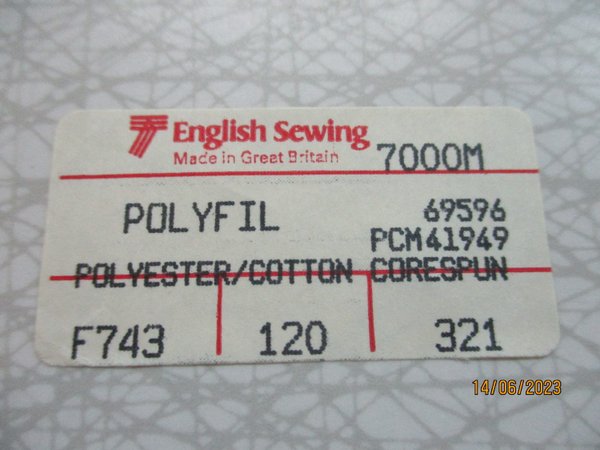 English Sewing
Made in Great Britain
7000M
POLYFIL
69596
PCM41949
POLYESTER/COTTON CORESPUN
F743 120 321
14/06/2023